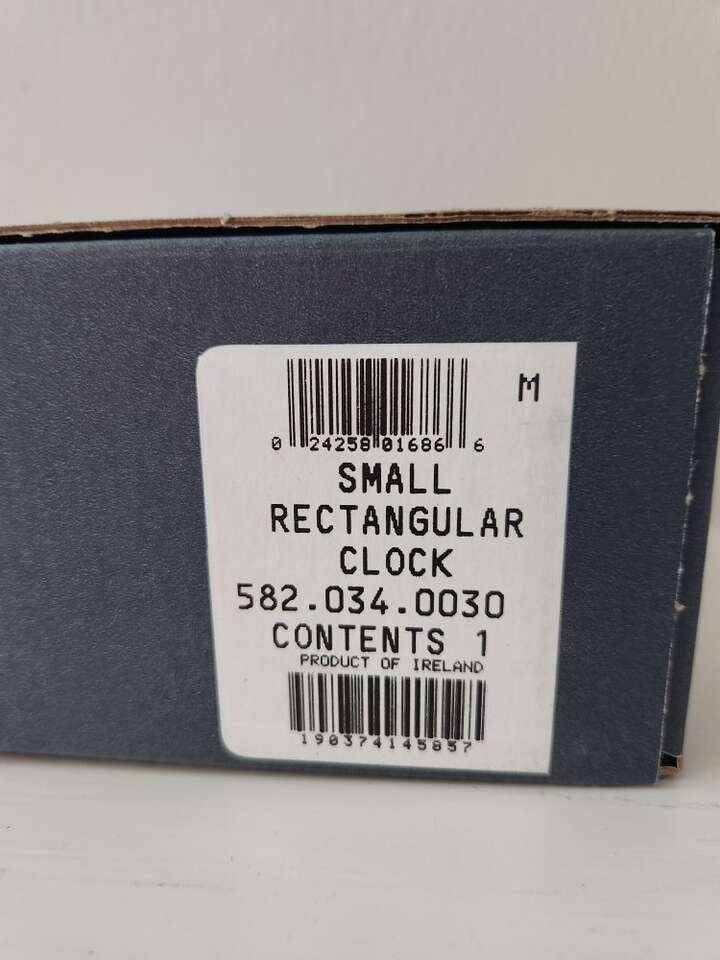 M
0 24258 01686 6
SMALL
RECTANGULAR
CLOCK
582.034.0030
CONTENTS 1
PRODUCT OF IRELAND
190374145857